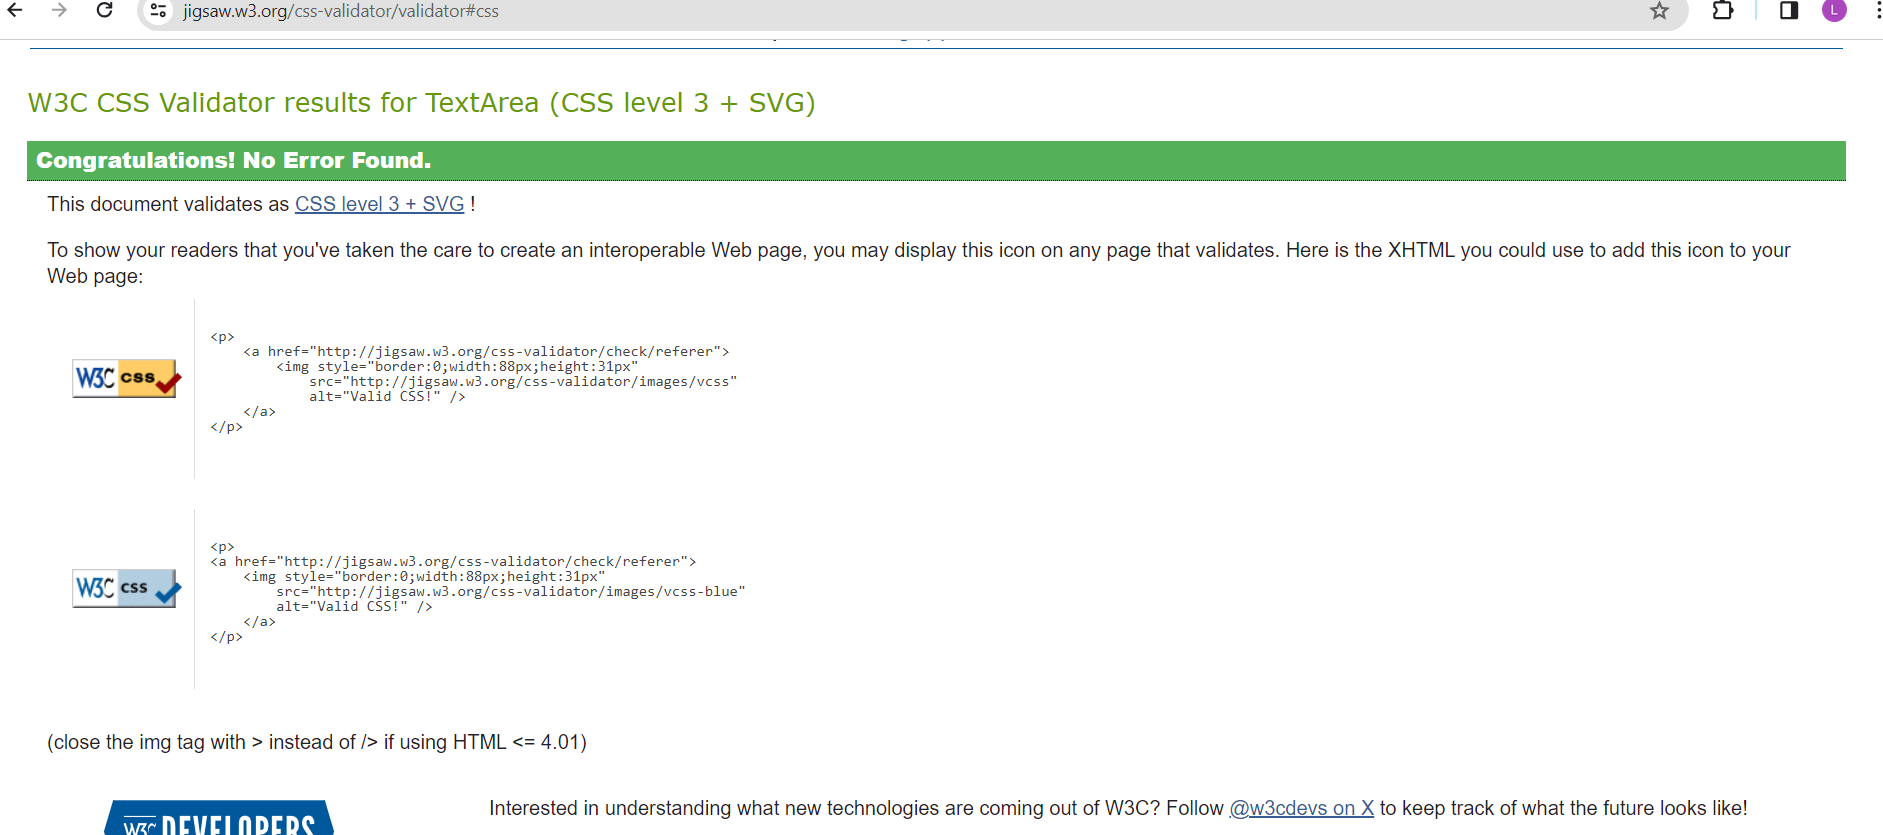 jigsaw.w3.org/css-validator/validator#css
L
W3C CSS Validator results for TextArea (CSS level 3 + SVG)
Congratulations! No Error Found.
This document validates as CSS level 3 + SVG !
To show your readers that you've taken the care to create an interoperable Web page, you may display this icon on any page that validates. Here is the XHTML you could use to add this icon to your
Web page:
<p>
<a href="http://jigsaw.w3.org/css-validator/check/referer">
<img style="border:0;width:88px;height:31px"
src="http://jigsaw.w3.org/css-validator/images/vcss"
alt="Valid CSS!" />
</a>
</p>
W3C css
<p>
<a href="http://jigsaw.w3.org/css-validator/check/referer">
<img style="border:0;width:88px;height:31px"
src="http://jigsaw.w3.org/css-validator/images/vcss-blue"
alt="Valid CSS!" />
</a>
</p>
W3C css
(close the img tag with > instead of /> if using HTML <= 4.01)
W3C DEVELOPERS
Interested in understanding what new technologies are coming out of W3C? Follow @w3cdevs on X to keep track of what the future looks like!